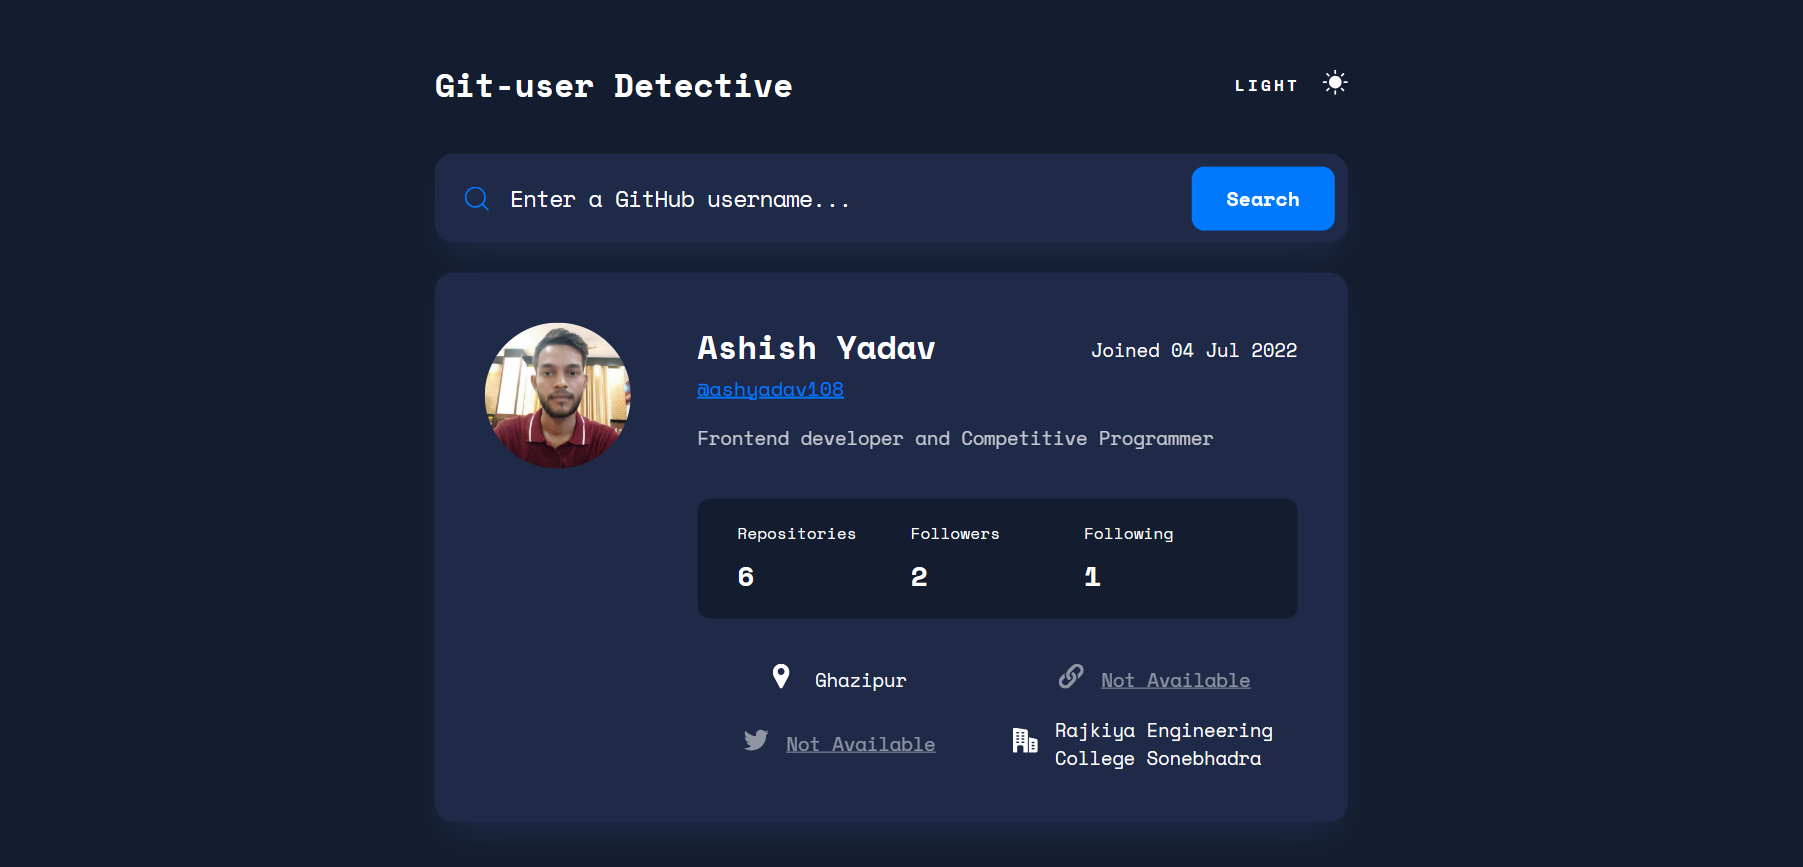 Git-user Detective
LIGHT
Enter a GitHub username...
Search
Ashish Yadav
Joined 04 Jul 2022
@ashyadav108
Frontend developer and Competitive Programmer
Repositories
Followers
Following
6
2
1
Ghazipur
Not Available
Not Available
Rajkiya Engineering
College Sonebhadra